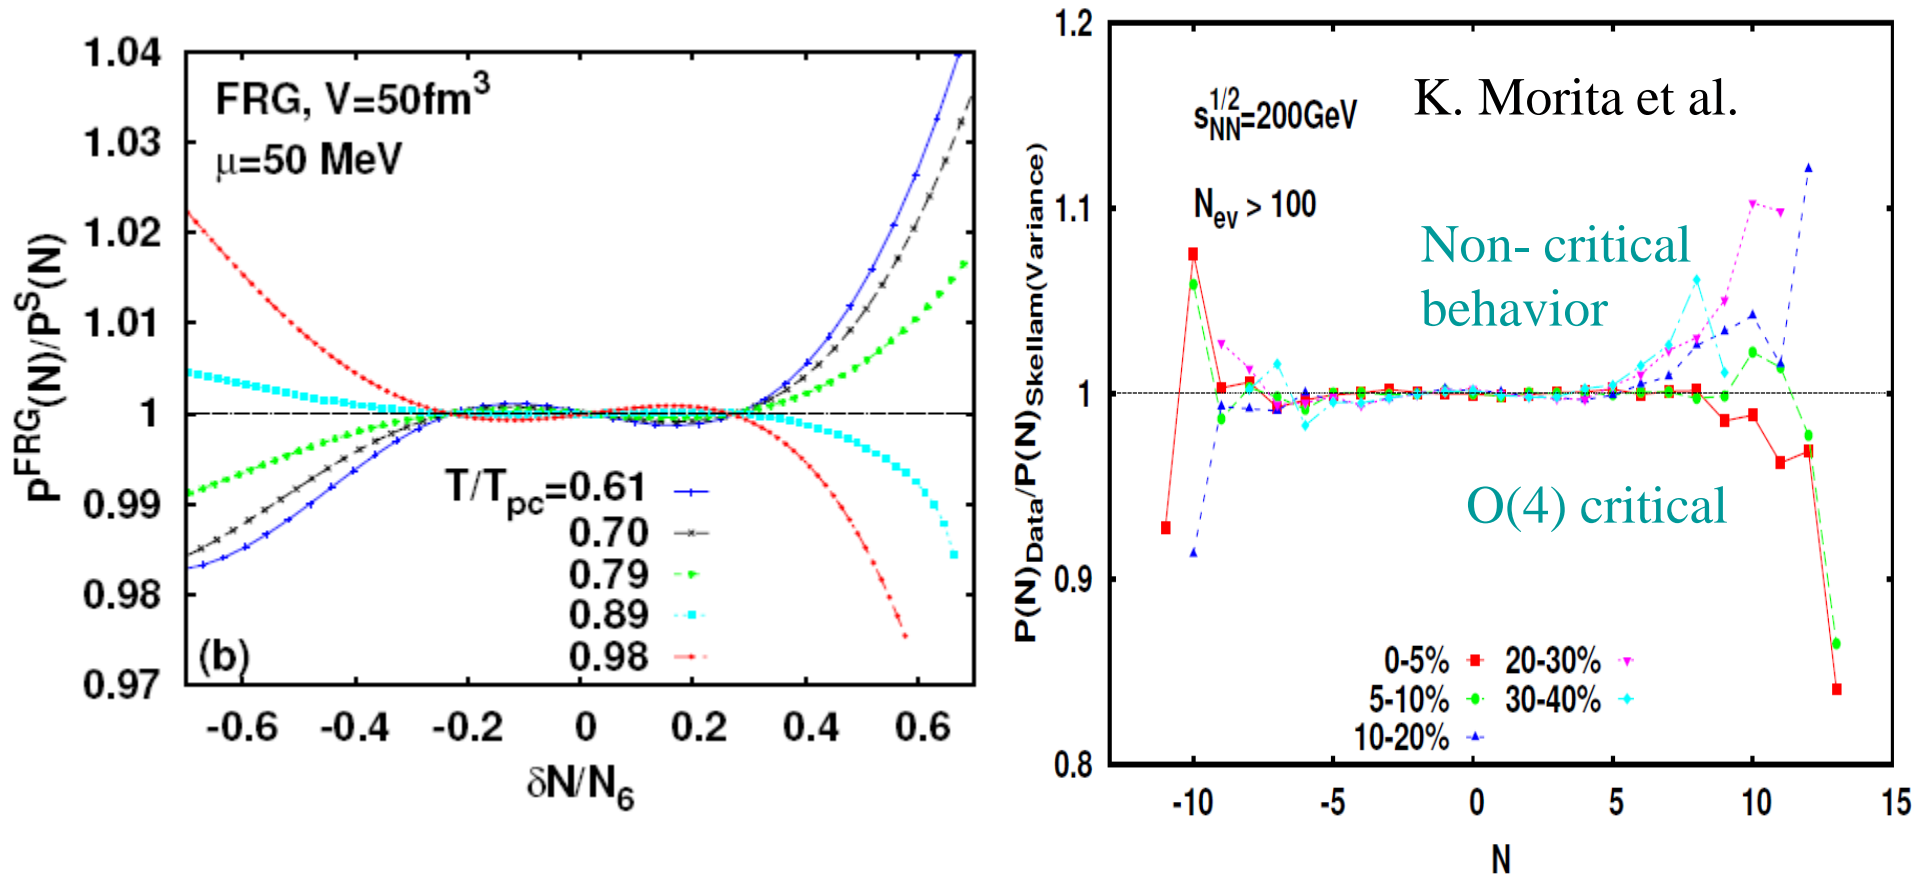 1.04
1.03
1.02
1.01
1
0.99
0.98
0.97
P^FRG(N)/P^S(N)
FRG, V=50fm^3
μ=50 MeV
T/T_pc=0.61
0.70
0.79
0.89
0.98
(b)
-0.6 -0.4 -0.2 0 0.2 0.4 0.6
δN/N_6
1.2
1.1
1
0.9
0.8
P(N)_Data/P(N)_Skellam(Variance)
s_NN^1/2=200GeV
K. Morita et al.
N_ev > 100
Non- critical
behavior
O(4) critical
0-5% 20-30%
5-10% 30-40%
10-20%
-10 -5 0 5 10 15
N